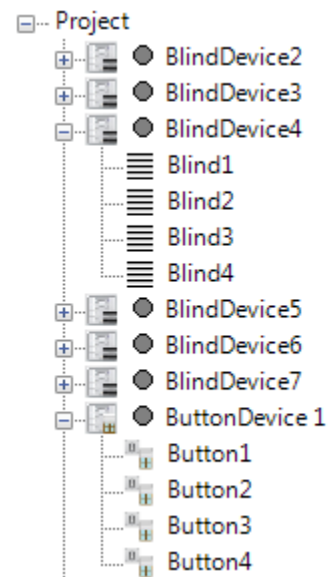 Project
BlindDevice2
BlindDevice3
BlindDevice4
Blind1
Blind2
Blind3
Blind4
BlindDevice5
BlindDevice6
BlindDevice7
ButtonDevice 1
Button1
Button2
Button3
Button4